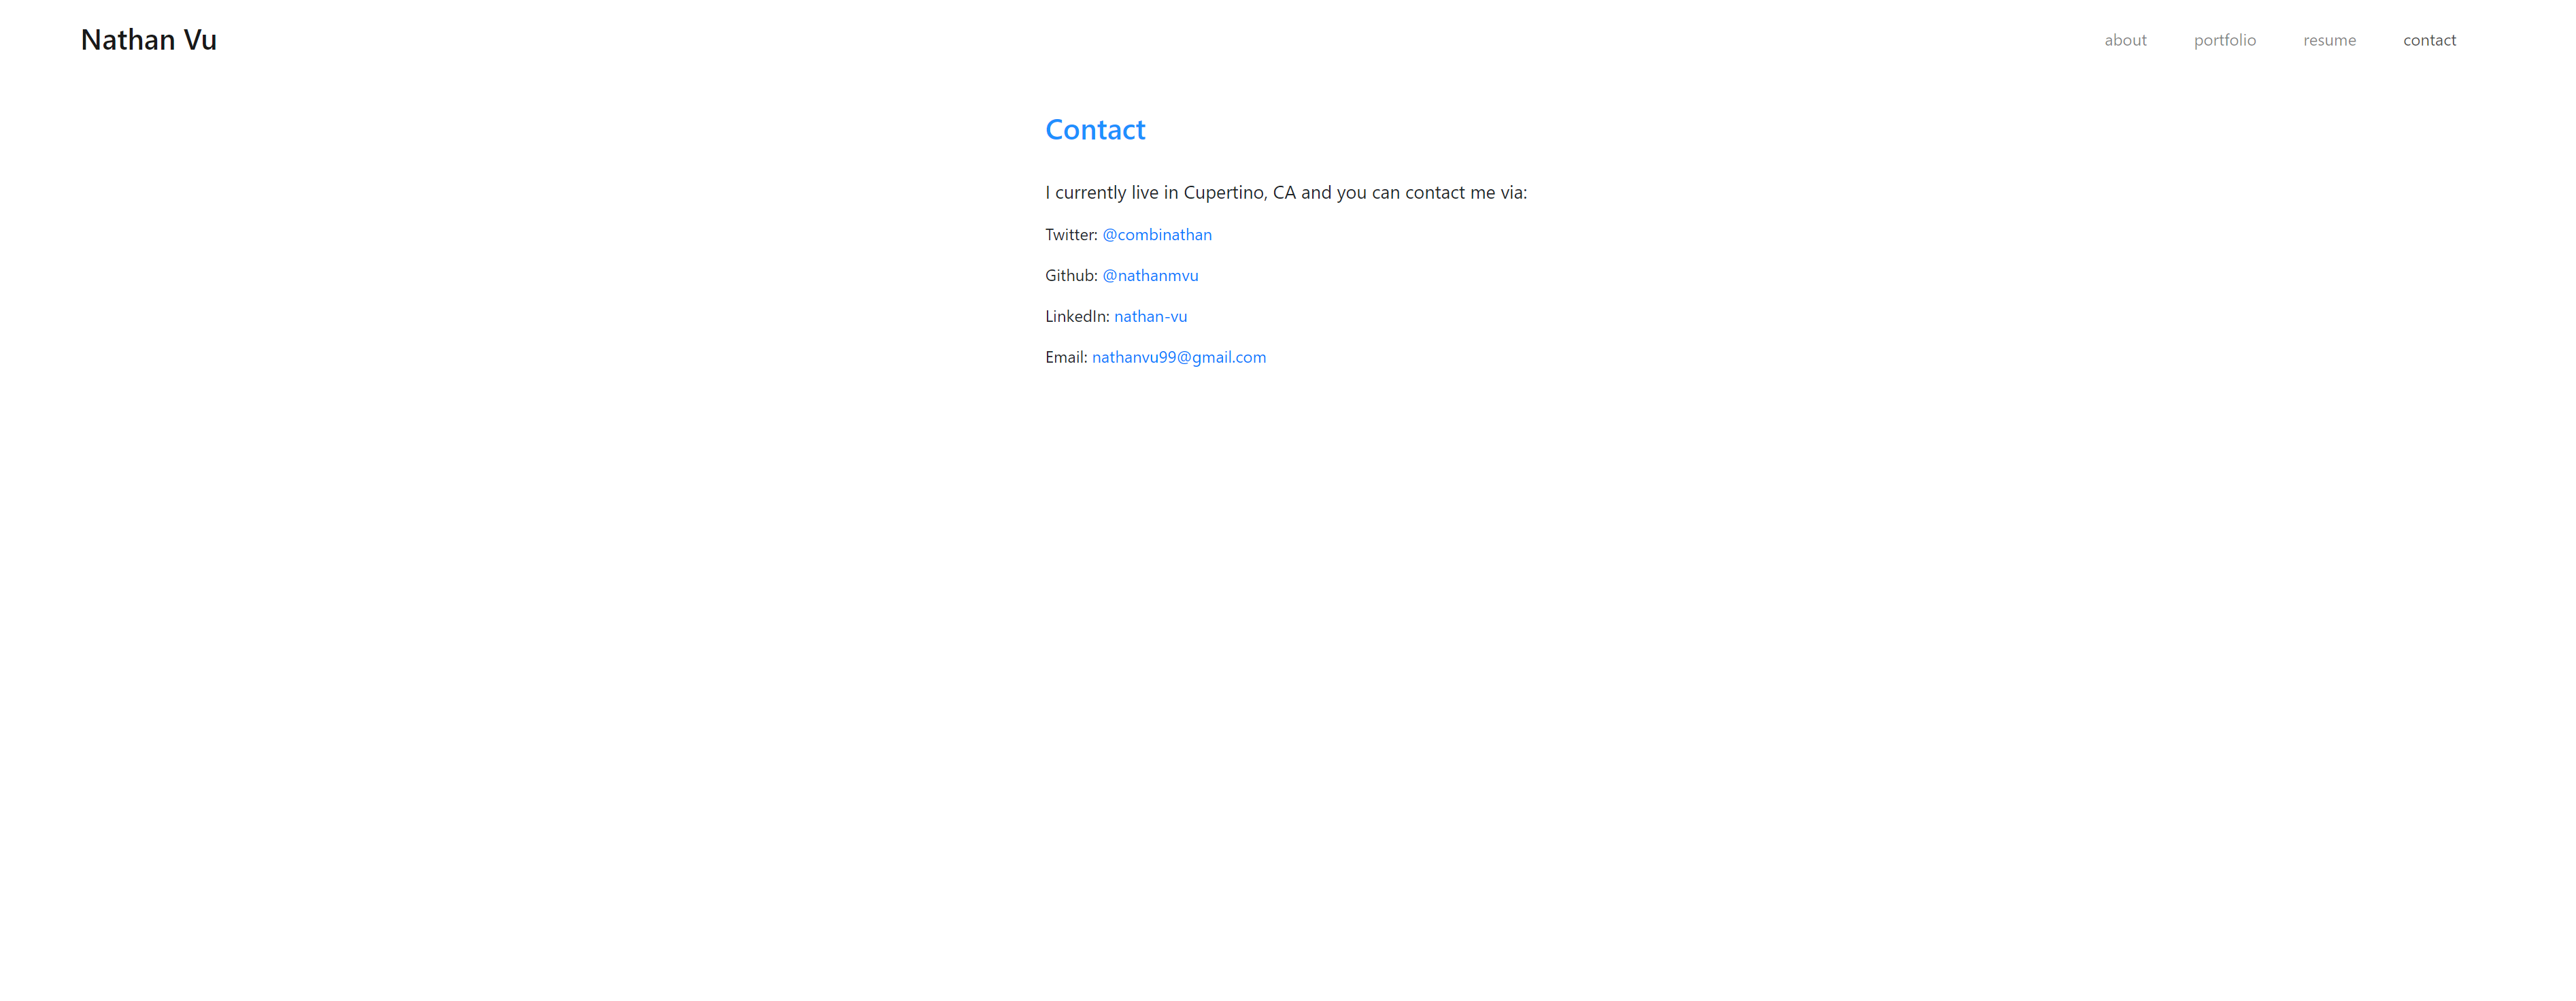 Nathan Vu
about portfolio resume contact
Contact
I currently live in Cupertino, CA and you can contact me via:
Twitter: @combinathan
Github: @nathanmvu
LinkedIn: nathan-vu
Email: nathanvu99@gmail.com